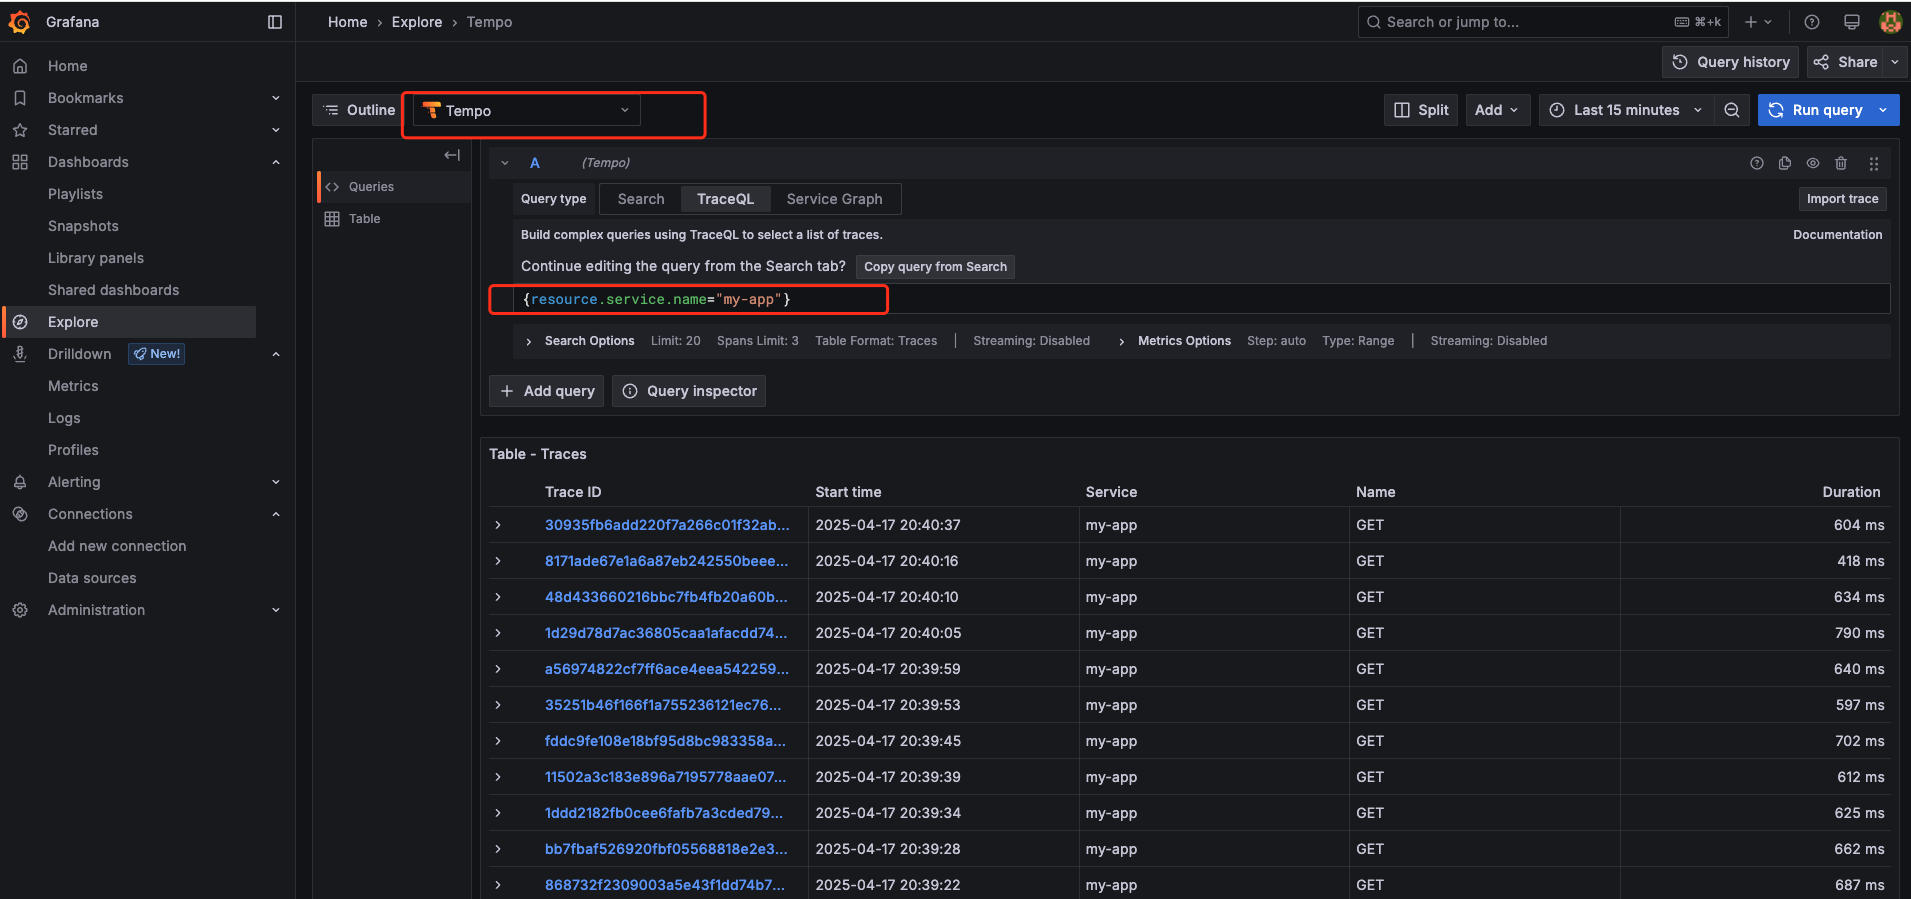 Grafana
Home › Explore › Tempo
Search or jump to...
⌘+k
Query history
Share
Home
Bookmarks
Starred
Dashboards
Playlists
Snapshots
Library panels
Shared dashboards
Explore
Drilldown
New!
Metrics
Logs
Profiles
Alerting
Connections
Add new connection
Data sources
Administration
Outline
Tempo
Split
Add
Last 15 minutes
Run query
Queries
Table
A (Tempo)
Query type Search TraceQL Service Graph
Import trace
Build complex queries using TraceQL to select a list of traces.
Documentation
Continue editing the query from the Search tab? Copy query from Search
{resource.service.name="my-app"}
Search Options Limit: 20 Spans Limit: 3 Table Format: Traces | Streaming: Disabled Metrics Options Step: auto Type: Range | Streaming: Disabled
+ Add query Query inspector
Table - Traces
Trace ID Start time Service Name Duration
30935fb6add220f7a266c01f32ab... 2025-04-17 20:40:37 my-app GET 604 ms
8171ade67e1a6a87eb242550beee... 2025-04-17 20:40:16 my-app GET 418 ms
48d433660216bbc7fb4fb20a60b... 2025-04-17 20:40:10 my-app GET 634 ms
1d29d78d7ac36805caa1afacdd74... 2025-04-17 20:40:05 my-app GET 790 ms
a56974822cf7ff6ace4eea542259... 2025-04-17 20:39:59 my-app GET 640 ms
35251b46f166f1a755236121ec76... 2025-04-17 20:39:53 my-app GET 597 ms
fddc9fe108e18bf95d8bc983358a... 2025-04-17 20:39:45 my-app GET 702 ms
11502a3c183e896a7195778aae07... 2025-04-17 20:39:39 my-app GET 612 ms
1ddd2182fb0cee6fafb7a3cded79... 2025-04-17 20:39:34 my-app GET 625 ms
bb7fbaf526920fbf05568818e2e3... 2025-04-17 20:39:28 my-app GET 662 ms
868732f2309003a5e43f1dd74b7... 2025-04-17 20:39:22 my-app GET 687 ms